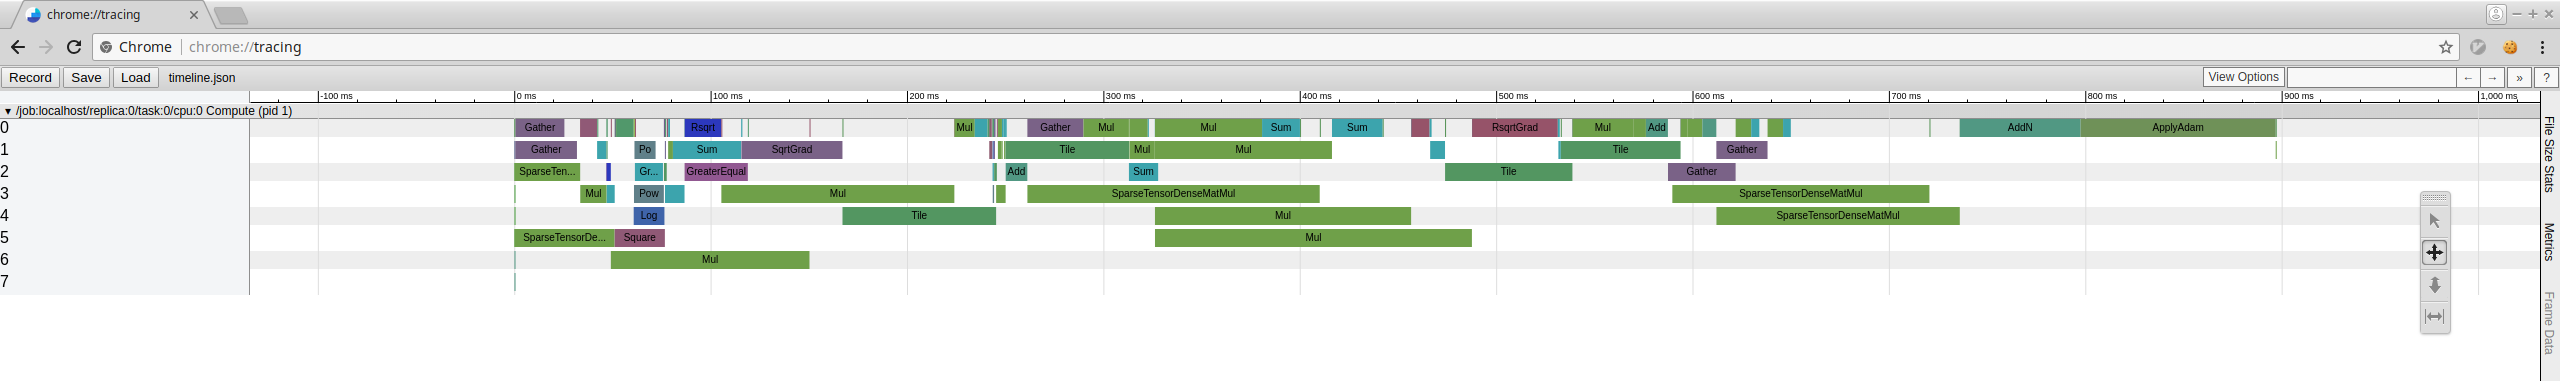 chrome://tracing
Chrome chrome://tracing
Record Save Load timeline.json View Options ← → » ?
-100 ms 0 ms 100 ms 200 ms 300 ms 400 ms 500 ms 600 ms 700 ms 800 ms 900 ms 1,000 ms
▼ /job:localhost/replica:0/task:0/cpu:0 Compute (pid 1)
0 Gather Rsqrt Mul Gather Mul Mul Sum Sum RsqrtGrad Mul Add AddN ApplyAdam
1 Gather Po Sum SqrtGrad Tile Mul Mul Tile Gather
2 SparseTen... Gr... GreaterEqual Add Sum Tile Gather
3 Mul Pow Mul SparseTensorDenseMatMul SparseTensorDenseMatMul
4 Log Tile Mul SparseTensorDenseMatMul
5 SparseTensorDe... Square Mul
6 Mul
7
File Size Stats
Metrics
Frame Data